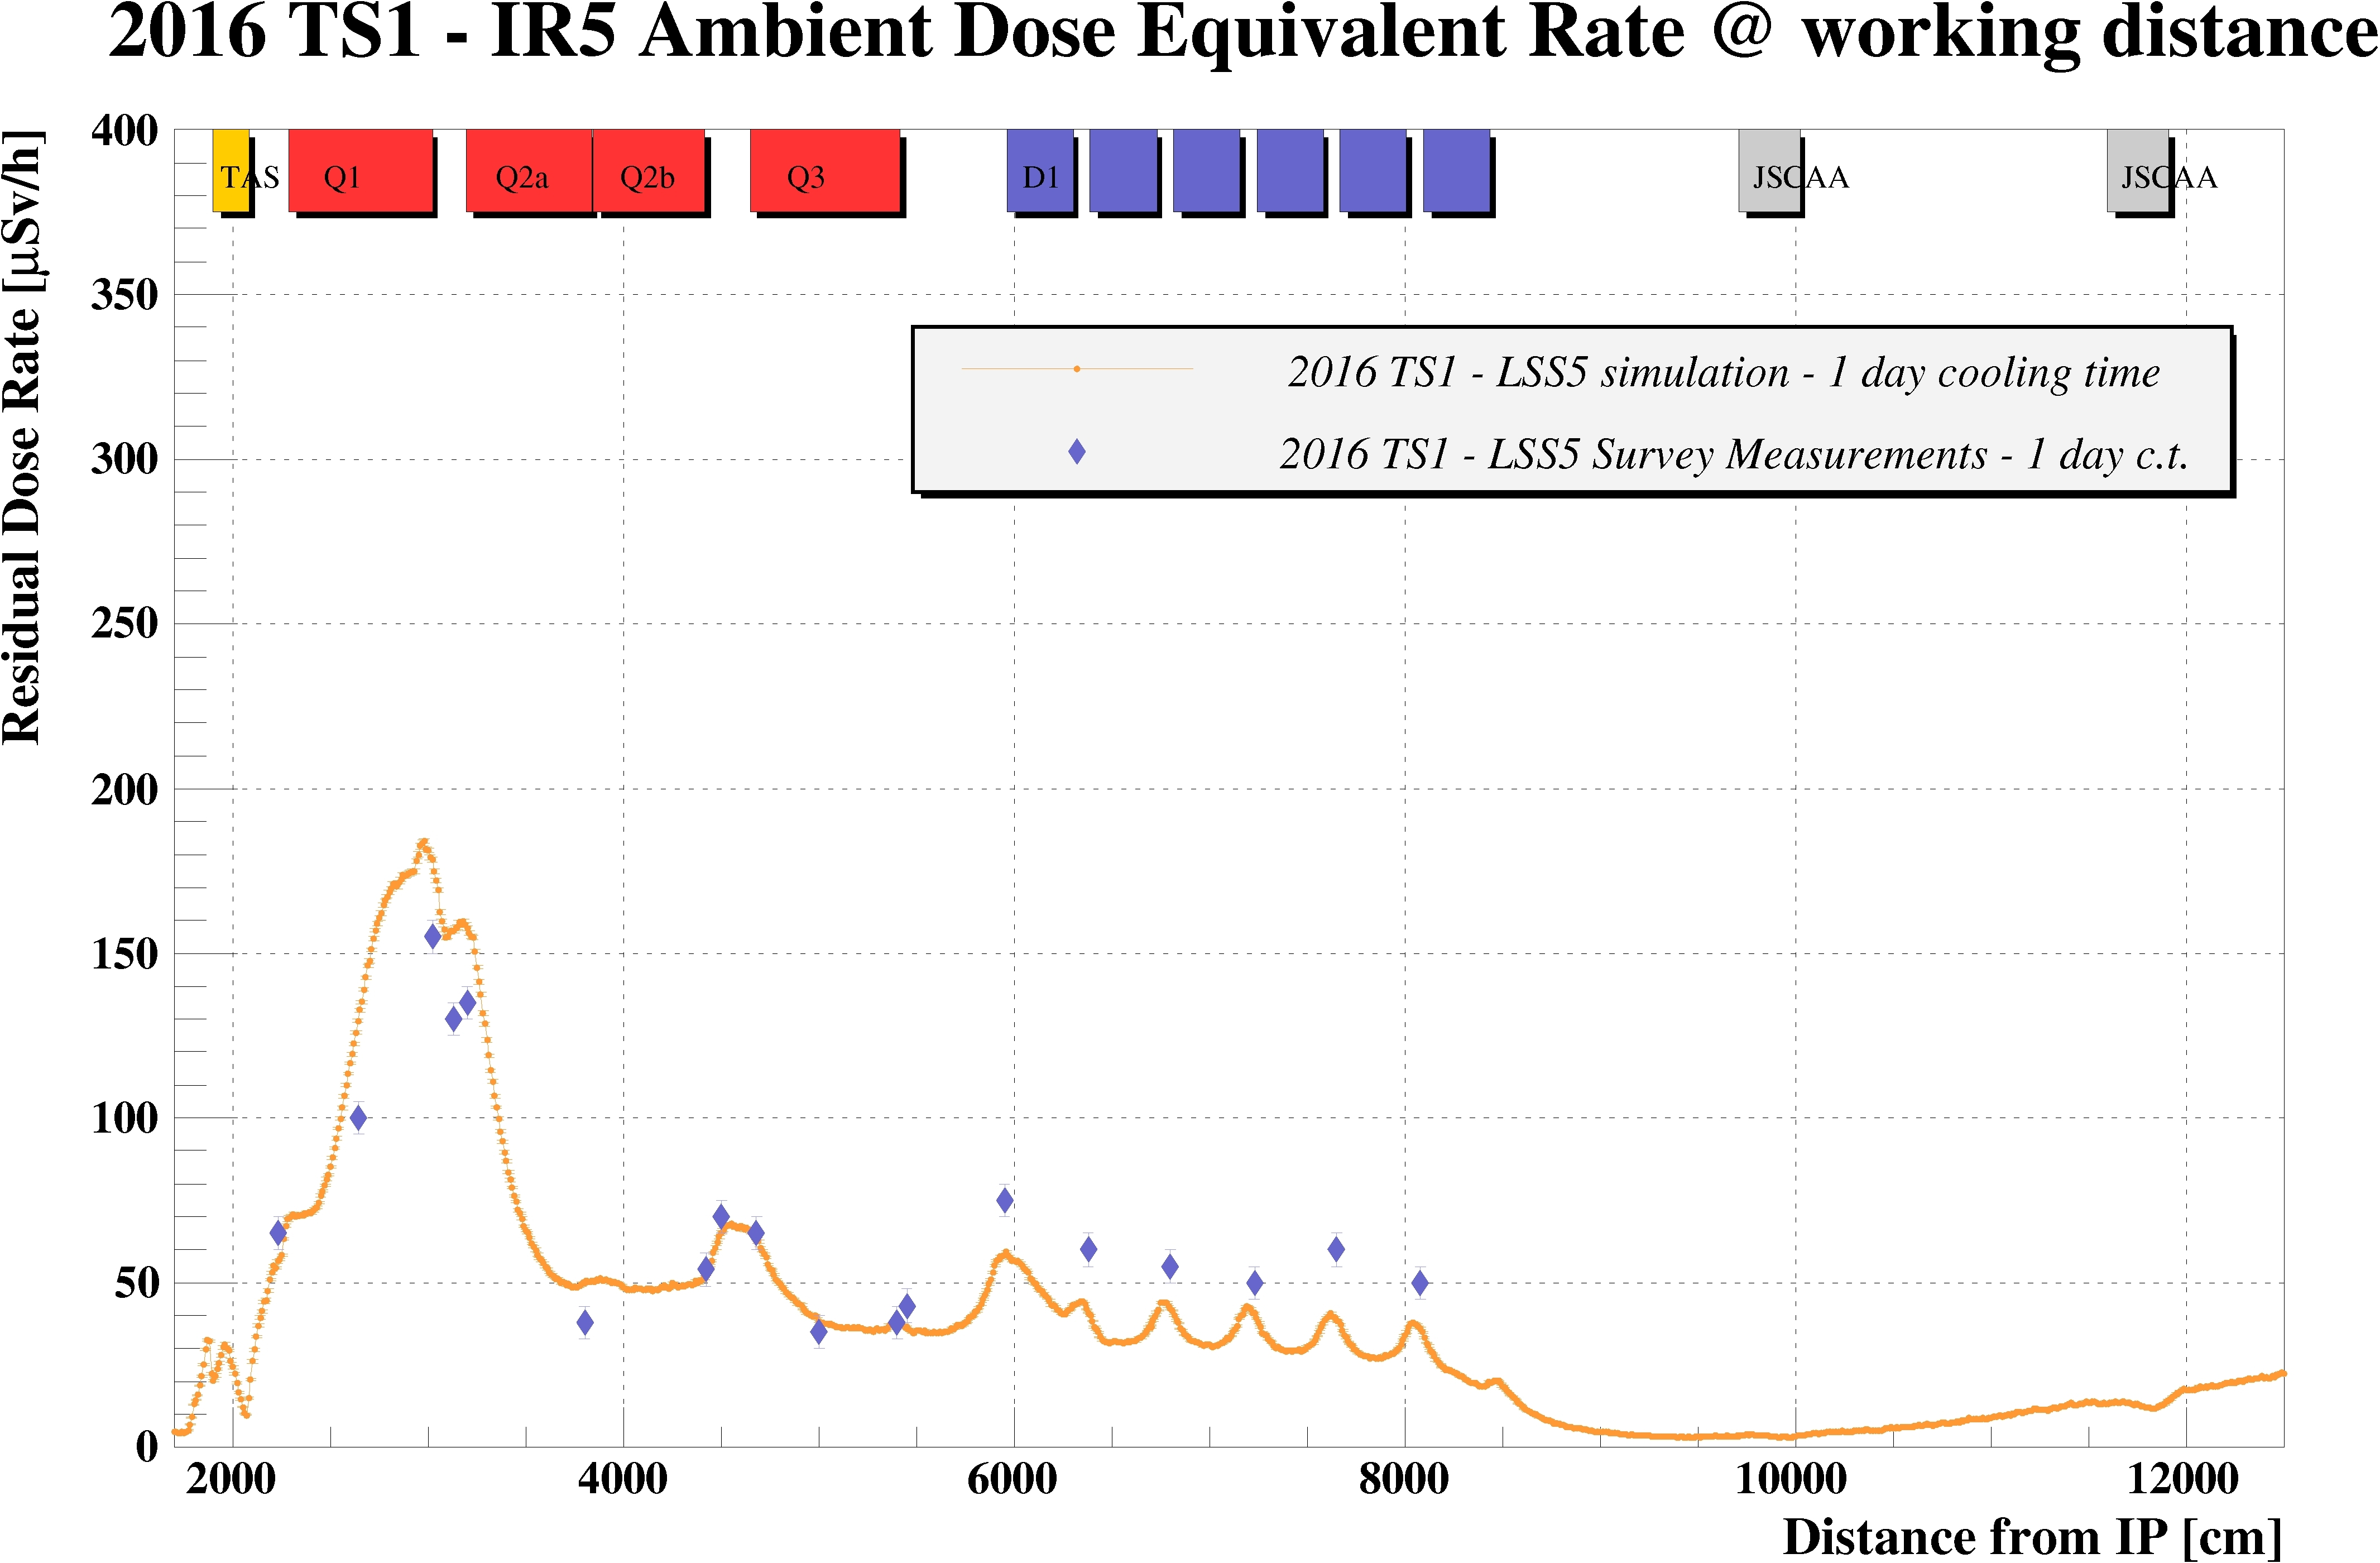 2016 TS1 - IR5 Ambient Dose Equivalent Rate @ working distance
Residual Dose Rate [μSv/h]
400
350
300
250
200
150
100
50
0
TAS
Q1
Q2a
Q2b
Q3
D1
JSCAA
JSCAA
2016 TS1 - LSS5 simulation - 1 day cooling time
2016 TS1 - LSS5 Survey Measurements - 1 day c.t.
2000
4000
6000
8000
10000
12000
Distance from IP [cm]